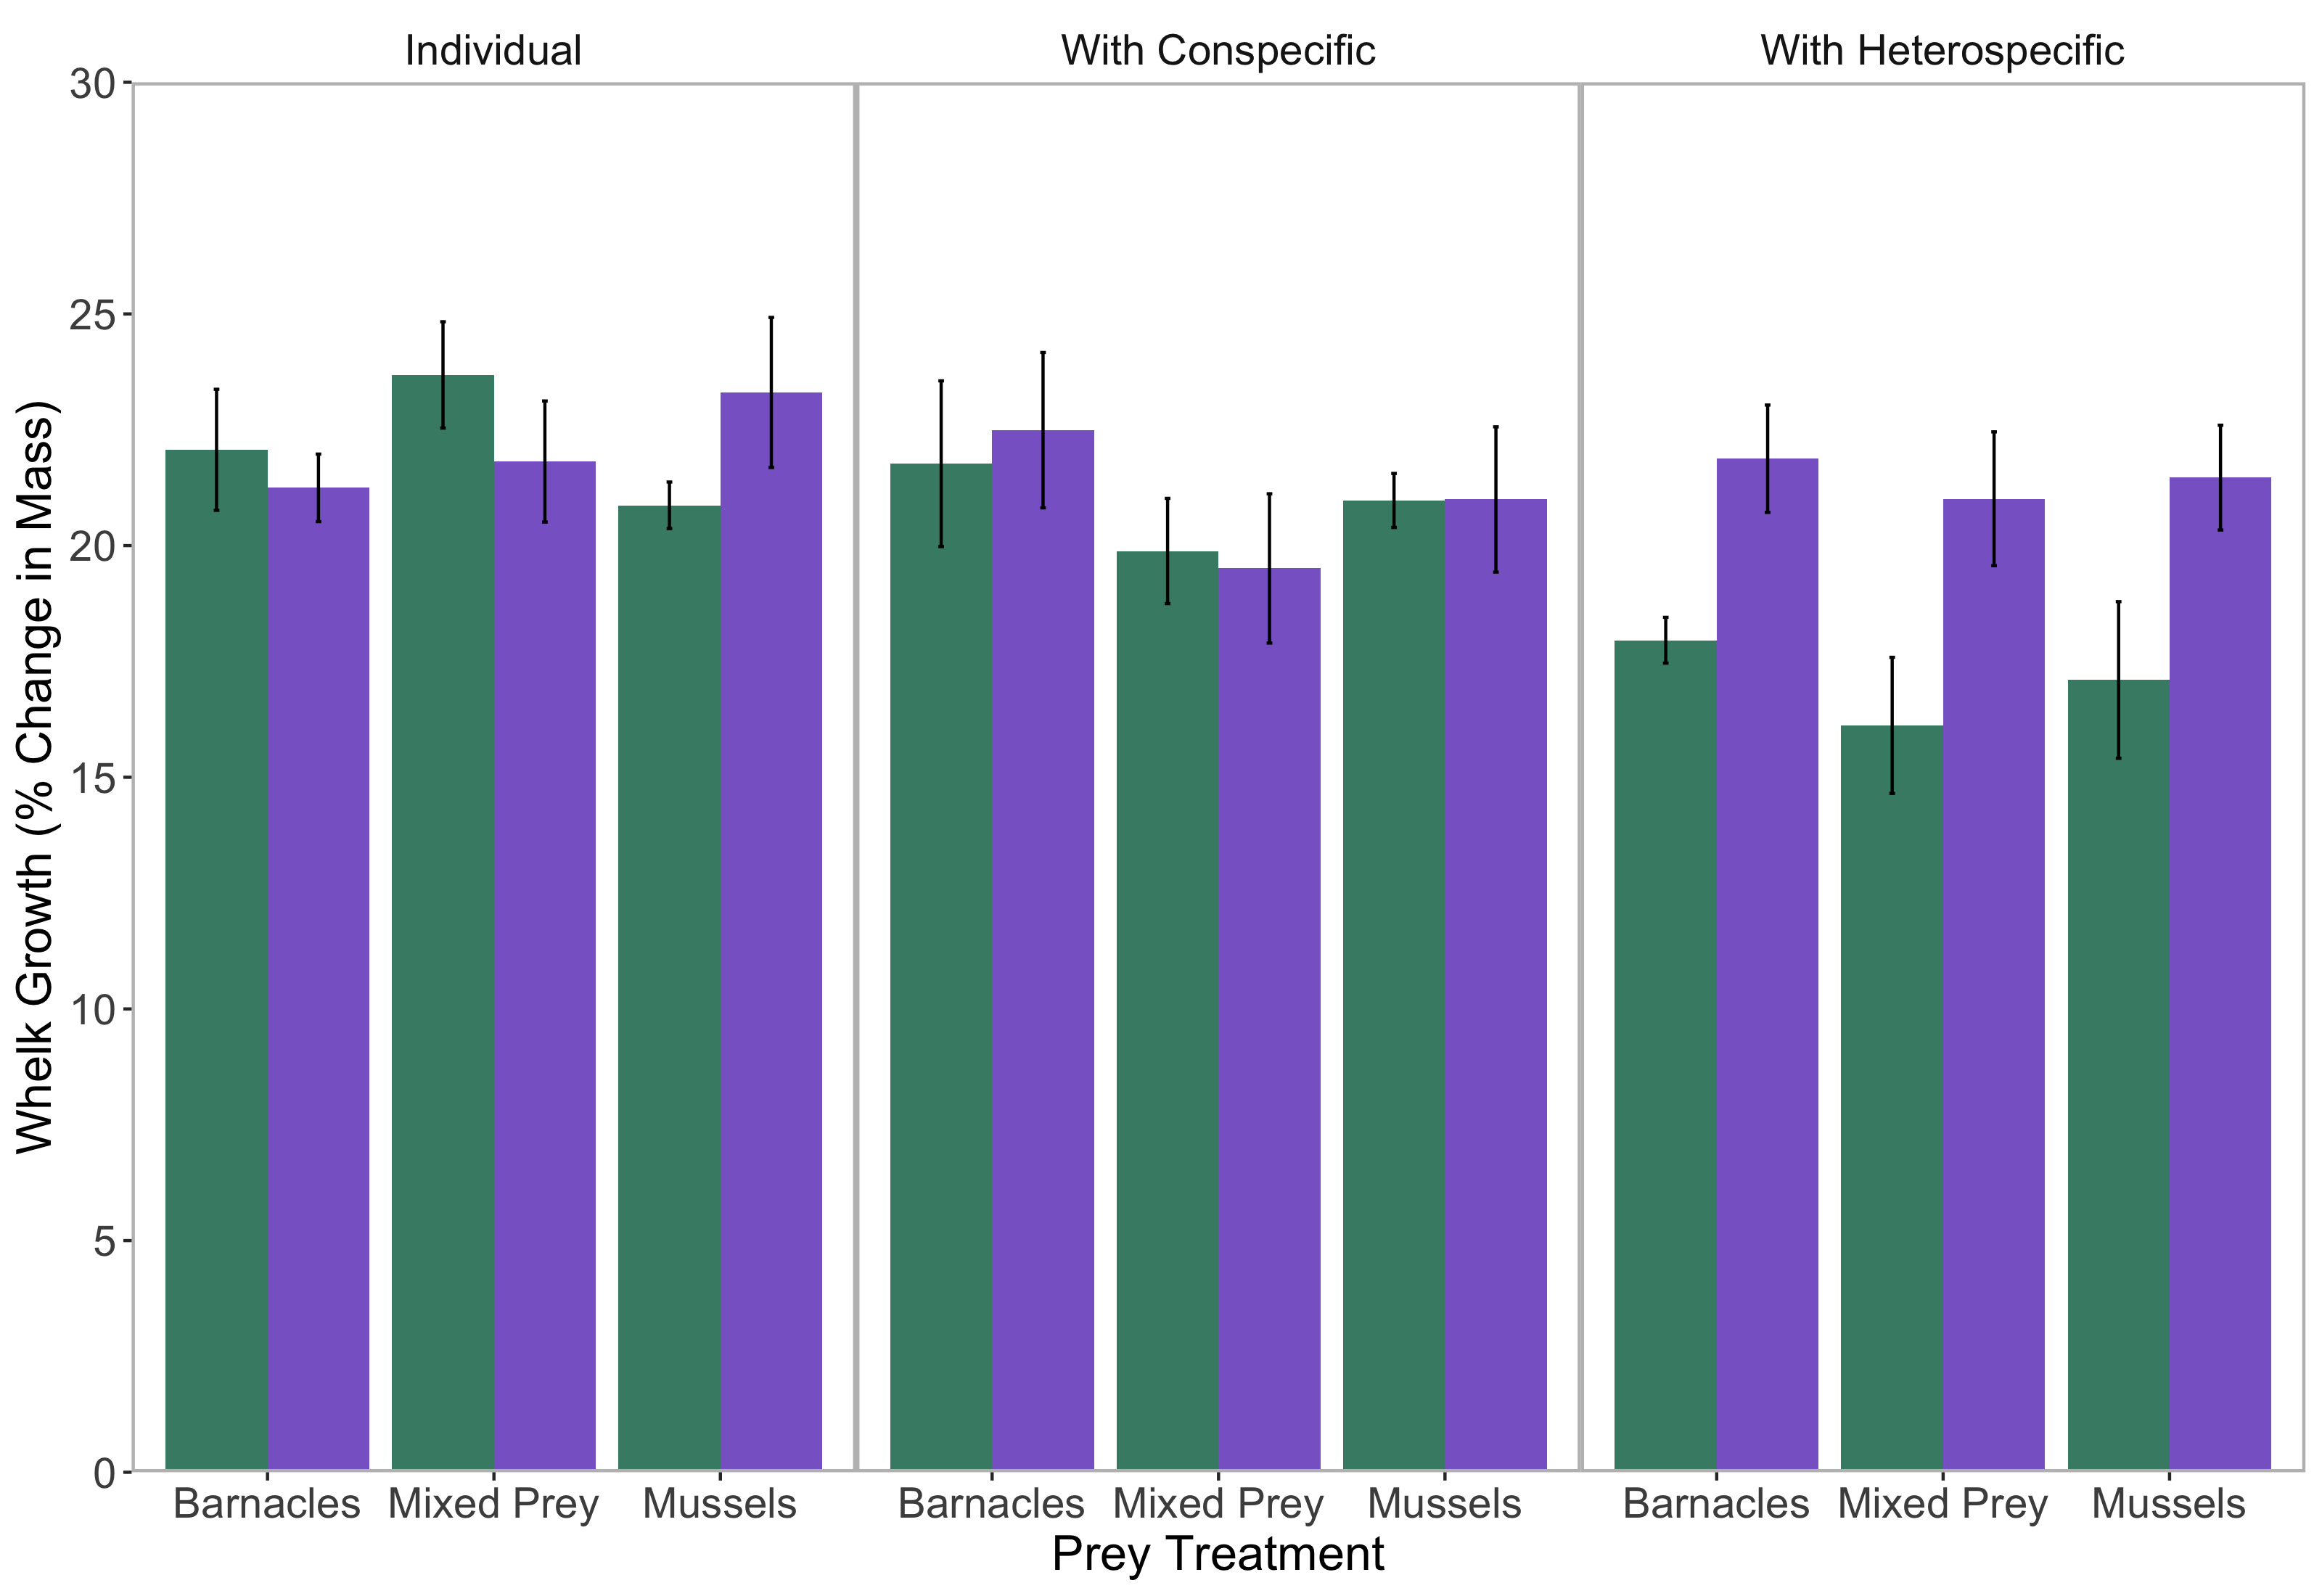 Individual
With Conspecific
With Heterospecific
30
25
20
15
10
5
0
Whelk Growth (% Change in Mass)
Barnacles
Mixed Prey
Mussels
Barnacles
Mixed Prey
Mussels
Barnacles
Mixed Prey
Mussels
Prey Treatment